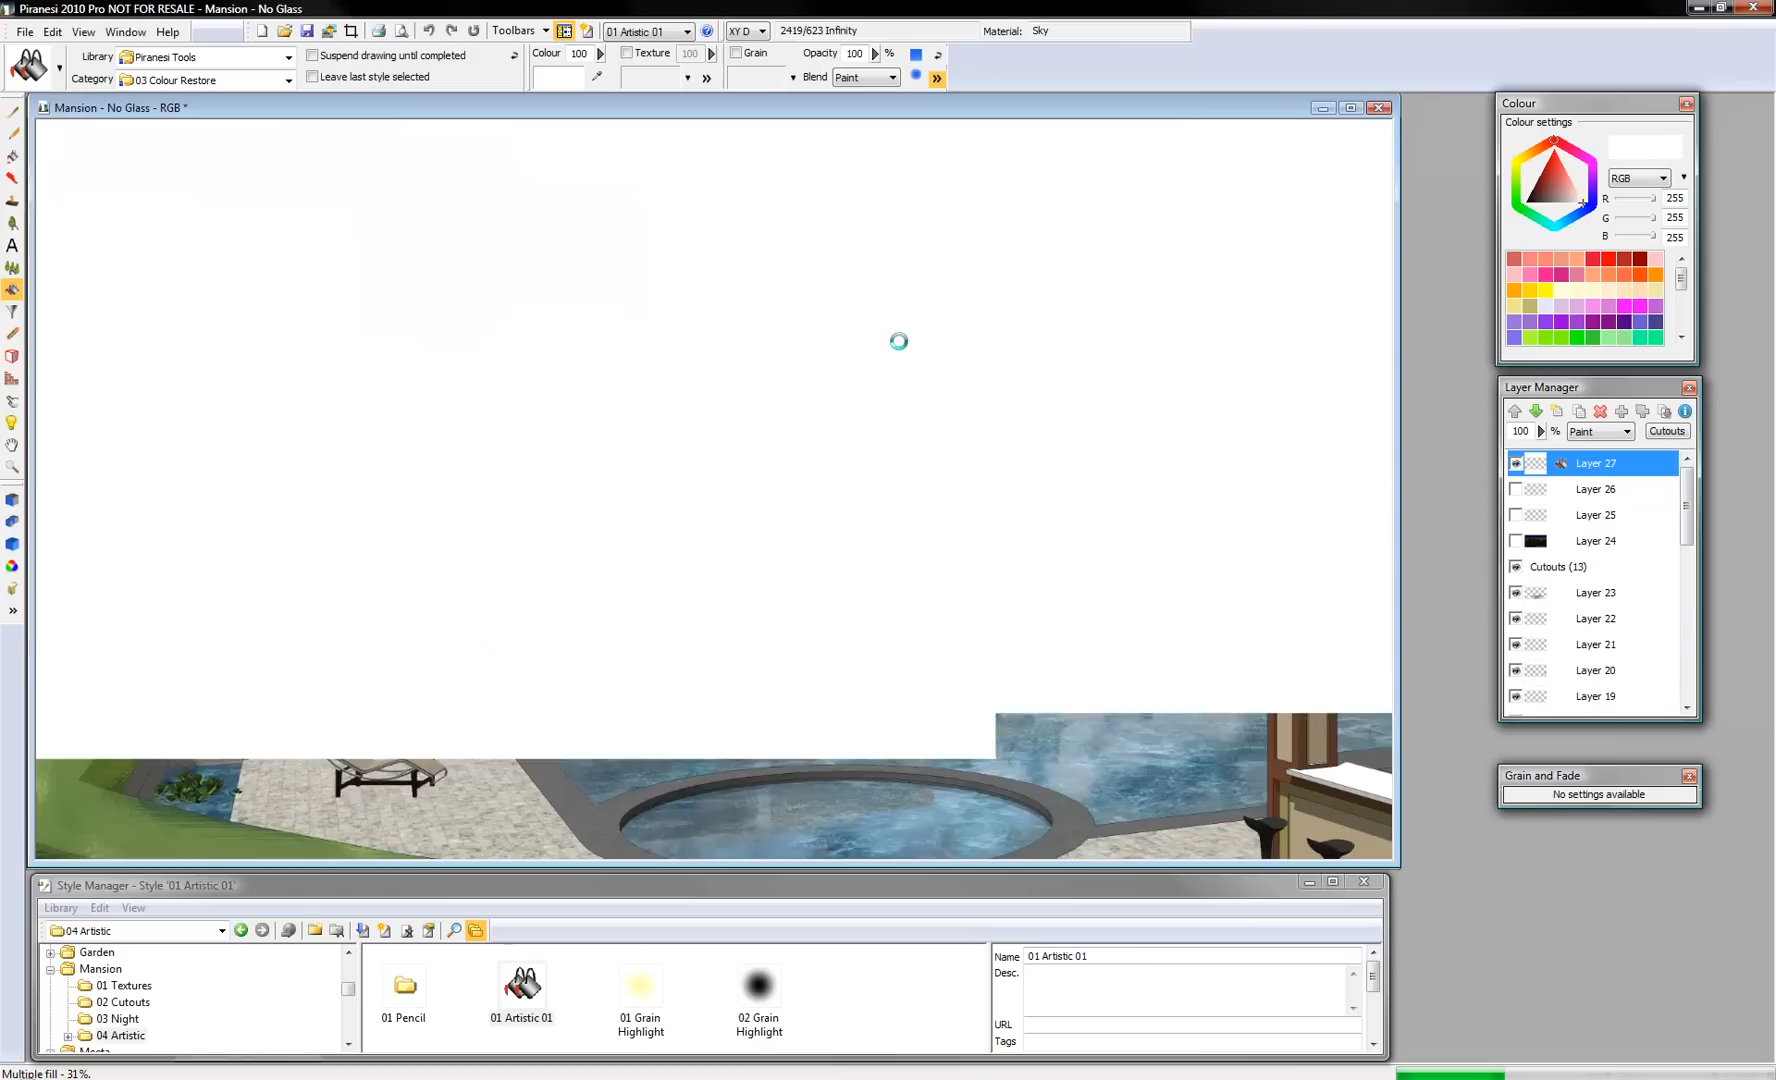 Piranesi 2010 Pro NOT FOR RESALE - Mansion - No Glass
File Edit View Window Help Toolbars 01 Artistic 01 XY D 2419/623 Infinity Material: Sky
Library Piranesi Tools Suspend drawing until completed Colour 100 Texture 100 Grain Opacity 100 %
Category 03 Colour Restore Leave last style selected Blend Paint
Mansion - No Glass - RGB *
Colour
Colour settings
RGB
R 255
G 255
B 255
Layer Manager
100 % Paint Cutouts
Layer 27
Layer 26
Layer 25
Layer 24
Cutouts (13)
Layer 23
Layer 22
Layer 21
Layer 20
Layer 19
Grain and Fade
No settings available
Style Manager - Style '01 Artistic 01'
Library Edit View
04 Artistic
Garden
Mansion
01 Textures
02 Cutouts
03 Night
04 Artistic
01 Pencil
01 Artistic 01
01 Grain Highlight
02 Grain Highlight
Name 01 Artistic 01
Desc.
URL
Tags
Multiple fill - 31%.